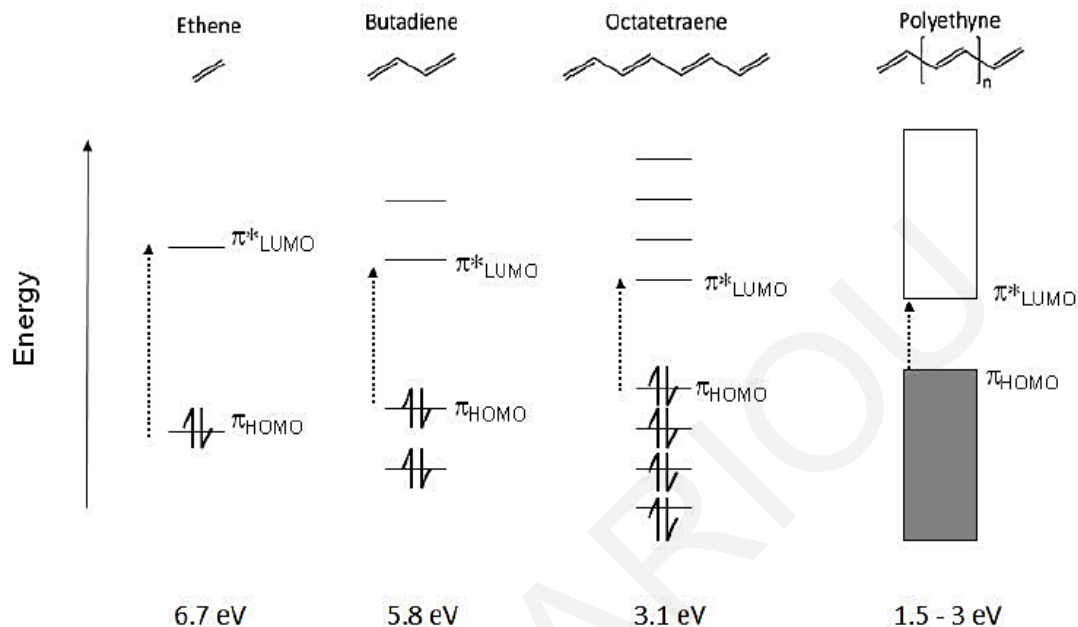 Ethene
Butadiene
Octatetraene
Polyethyne
n
Energy
π*LUMO
πHOMO
π*LUMO
πHOMO
π*LUMO
πHOMO
π*LUMO
πHOMO
6.7 eV
5.8 eV
3.1 eV
1.5 - 3 eV
ARIOU